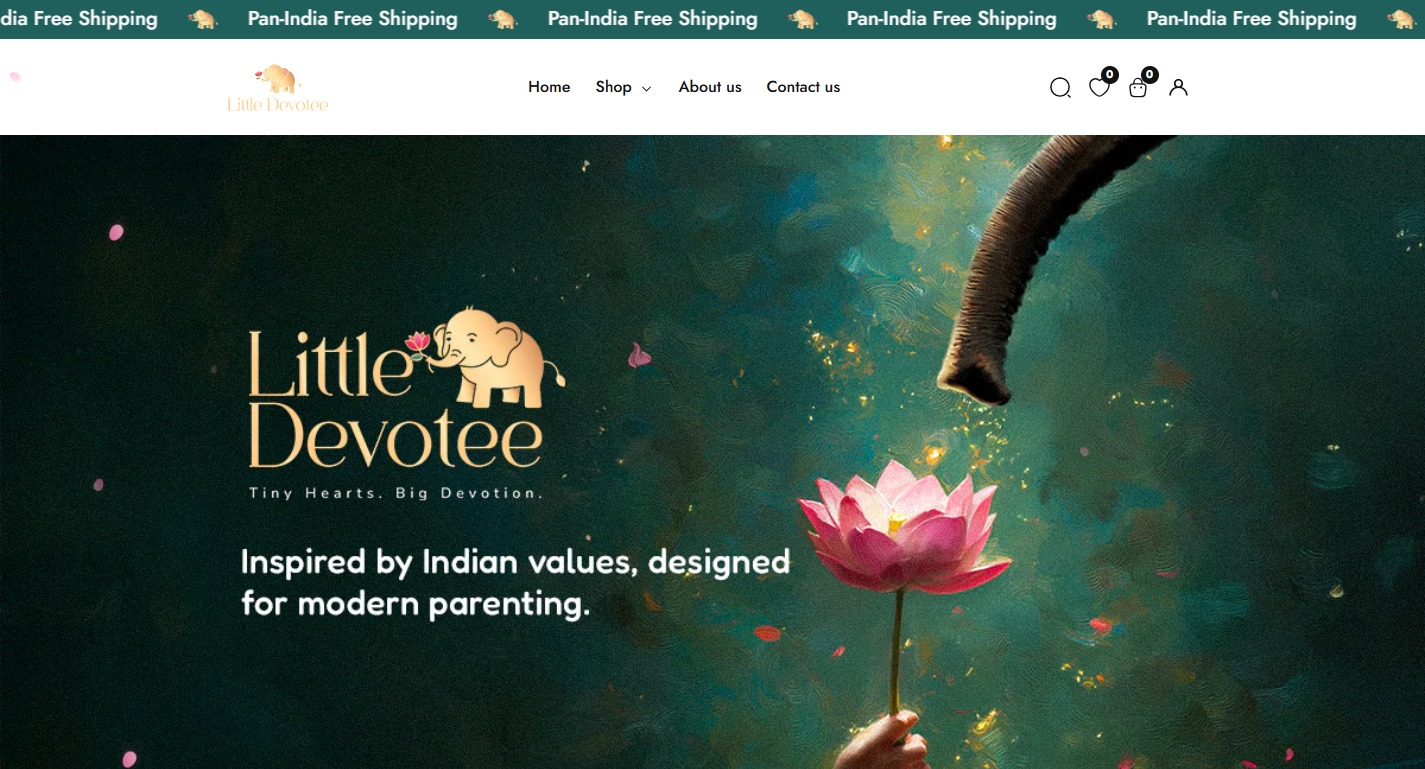 dia Free Shipping Pan-India Free Shipping Pan-India Free Shipping Pan-India Free Shipping Pan-India Free Shipping
Little Devotee
Home Shop About us Contact us
0 0
Little
Devotee
Tiny Hearts. Big Devotion.
Inspired by Indian values, designed
for modern parenting.